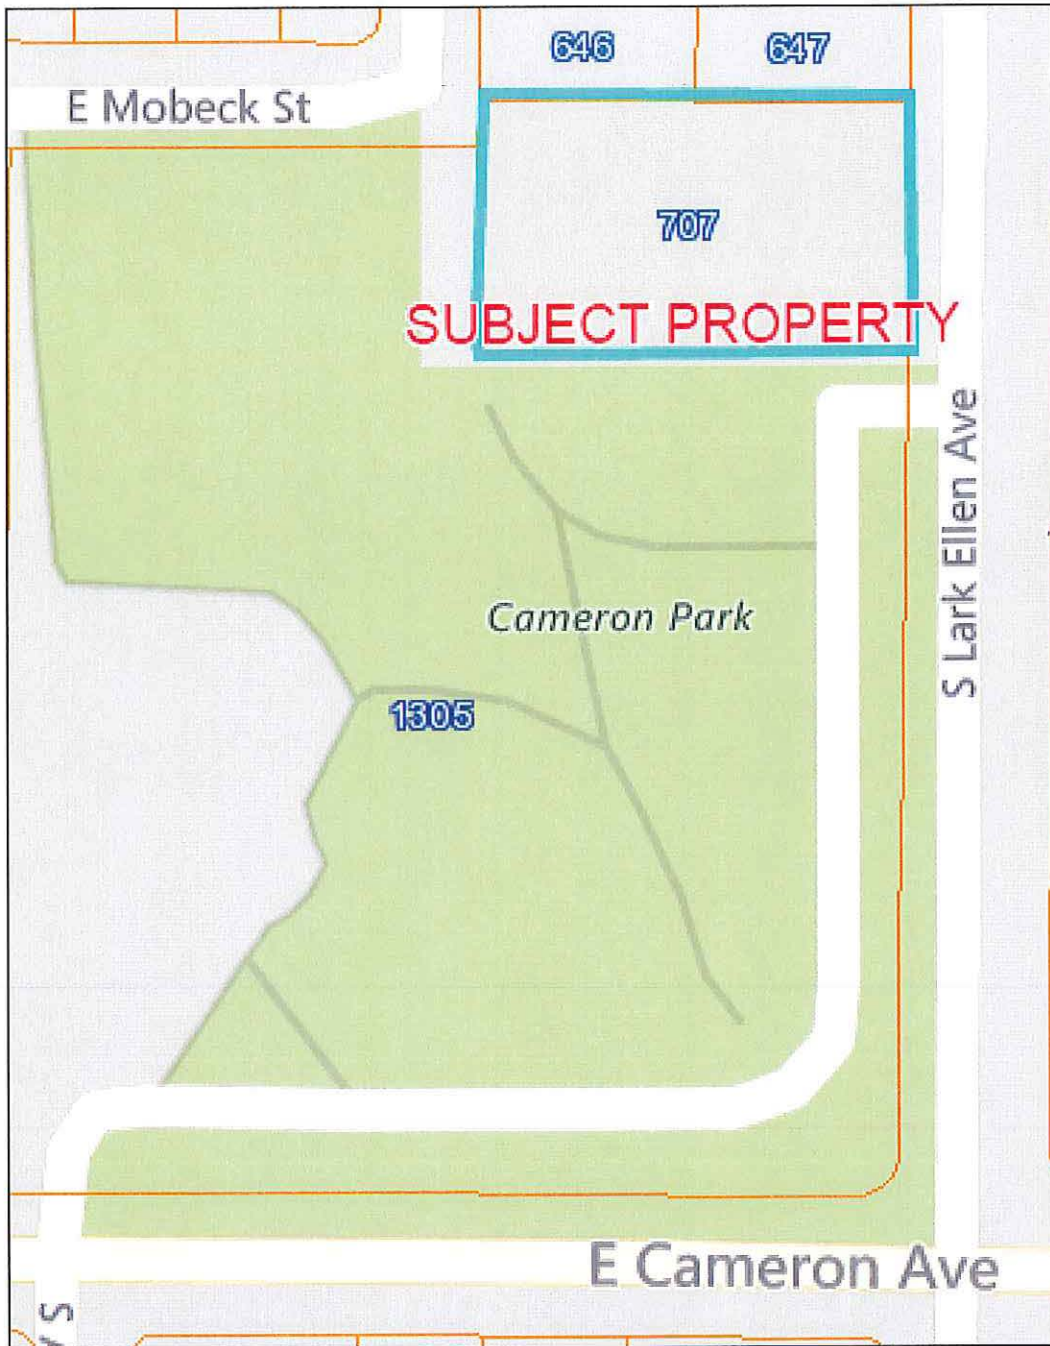 646
647
E Mobeck St
707
SUBJECT PROPERTY
S Lark Ellen Ave
Cameron Park
1305
E Cameron Ave
S